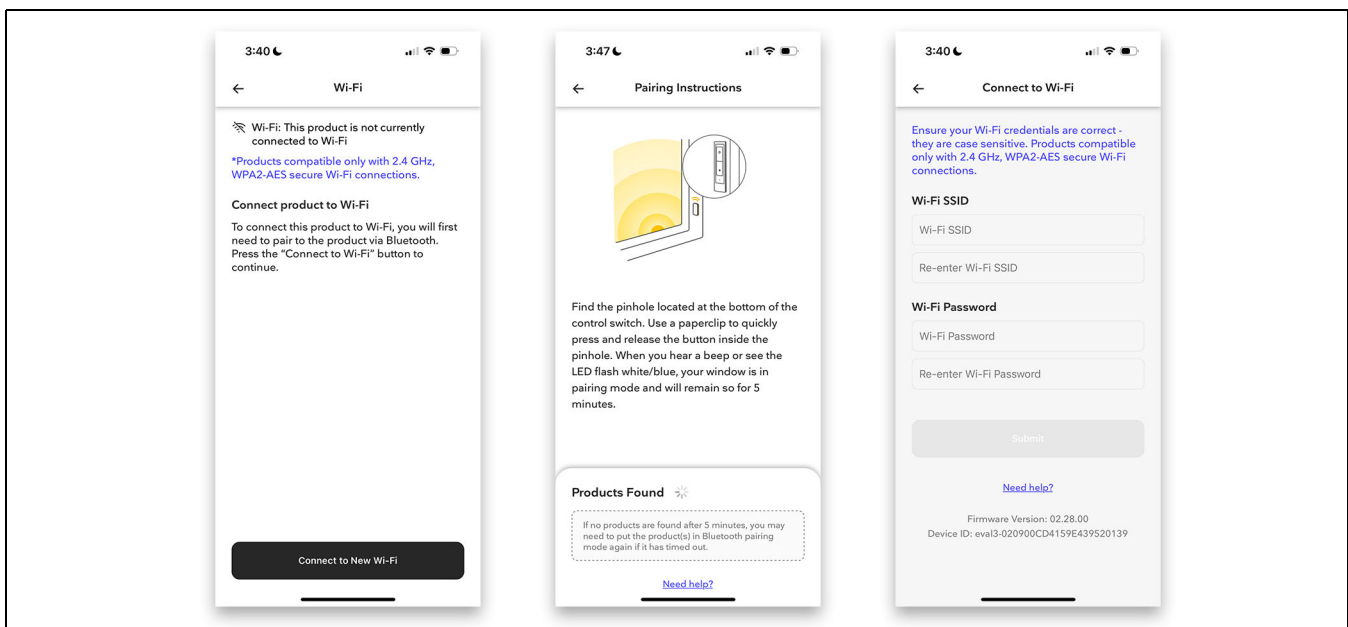 3:40
Wi-Fi
Wi-Fi: This product is not currently
connected to Wi-Fi
*Products compatible only with 2.4 GHz,
WPA2-AES secure Wi-Fi connections.
Connect product to Wi-Fi
To connect this product to Wi-Fi, you will first
need to pair to the product via Bluetooth.
Press the “Connect to Wi-Fi” button to
continue.
Connect to New Wi-Fi
3:47
Pairing Instructions
Find the pinhole located at the bottom of the
control switch. Use a paperclip to quickly
press and release the button inside the
pinhole. When you hear a beep or see the
LED flash white/blue, your window is in
pairing mode and will remain so for 5
minutes.
Products Found
If no products are found after 5 minutes, you may
need to put the product(s) in Bluetooth pairing
mode again if it has timed out.
Need help?
3:40
Connect to Wi-Fi
Ensure your Wi-Fi credentials are correct -
they are case sensitive. Products compatible
only with 2.4 GHz, WPA2-AES secure Wi-Fi
connections.
Wi-Fi SSID
Wi-Fi SSID
Re-enter Wi-Fi SSID
Wi-Fi Password
Wi-Fi Password
Re-enter Wi-Fi Password
Submit
Need help?
Firmware Version: 02.28.00
Device ID: eval3-020900CD4159E439520139